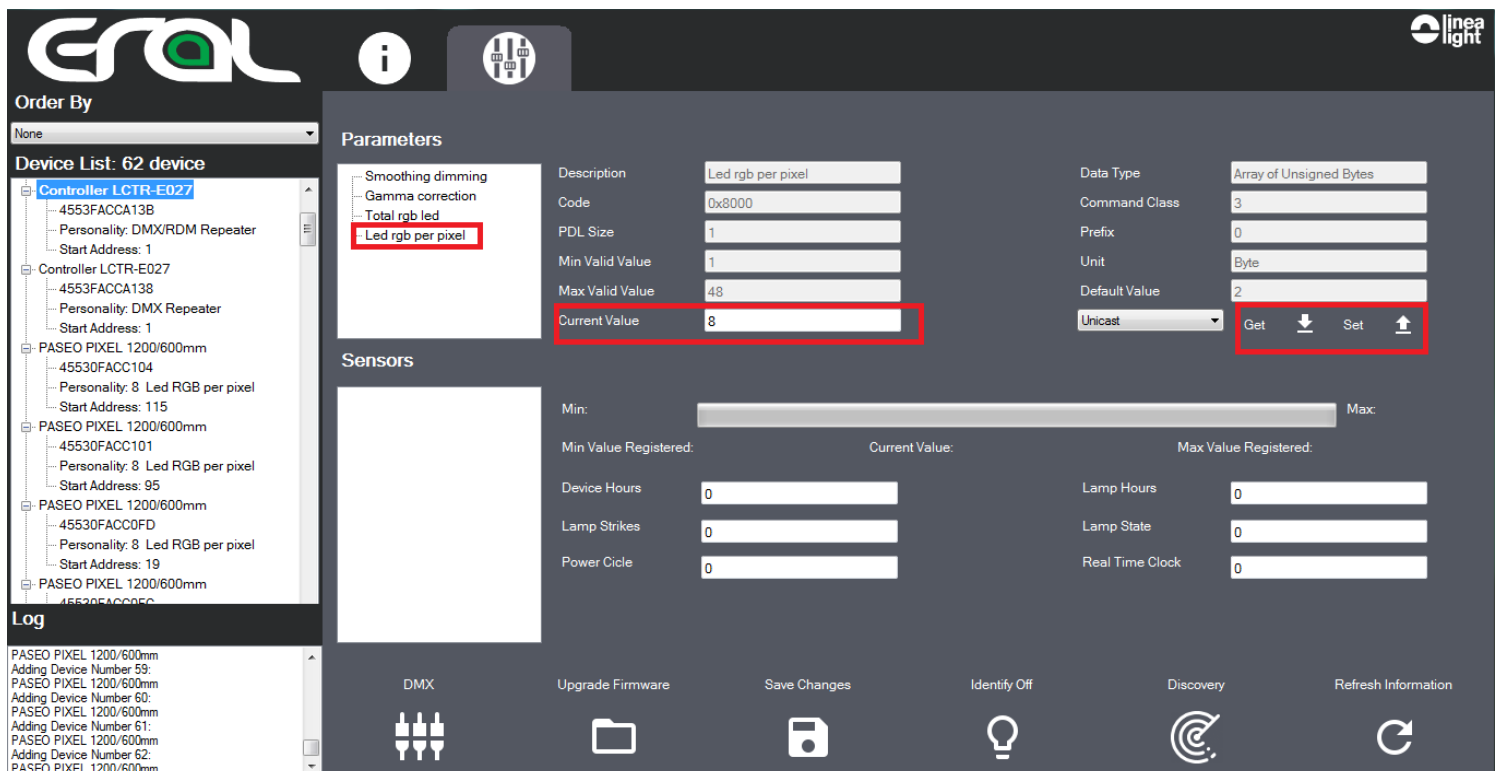 eral
linea
light
Order By
None
Device List: 62 device
Controller LCTR-E027
4553FACCA13B
Personality: DMX/RDM Repeater
Start Address: 1
Controller LCTR-E027
4553FACCA138
Personality: DMX Repeater
Start Address: 1
PASEO PIXEL 1200/600mm
45530FACC104
Personality: 8 Led RGB per pixel
Start Address: 115
PASEO PIXEL 1200/600mm
45530FACC101
Personality: 8 Led RGB per pixel
Start Address: 95
PASEO PIXEL 1200/600mm
45530FACC0FD
Personality: 8 Led RGB per pixel
Start Address: 19
PASEO PIXEL 1200/600mm
Log
PASEO PIXEL 1200/600mm
Adding Device Number 59:
PASEO PIXEL 1200/600mm
Adding Device Number 60:
PASEO PIXEL 1200/600mm
Adding Device Number 61:
PASEO PIXEL 1200/600mm
Adding Device Number 62:
PASEO PIXEL 1200/600mm
Parameters
Smoothing dimming
Gamma correction
Total rgb led
Led rgb per pixel
Description Led rgb per pixel
Code 0x8000
PDL Size 1
Min Valid Value 1
Max Valid Value 48
Current Value 8
Data Type Array of Unsigned Bytes
Command Class 3
Prefix 0
Unit Byte
Default Value 2
Unicast Get Set
Sensors
Min: Max:
Min Value Registered: Current Value: Max Value Registered:
Device Hours 0 Lamp Hours 0
Lamp Strikes 0 Lamp State 0
Power Cicle 0 Real Time Clock 0
DMX Upgrade Firmware Save Changes Identify Off Discovery Refresh Information